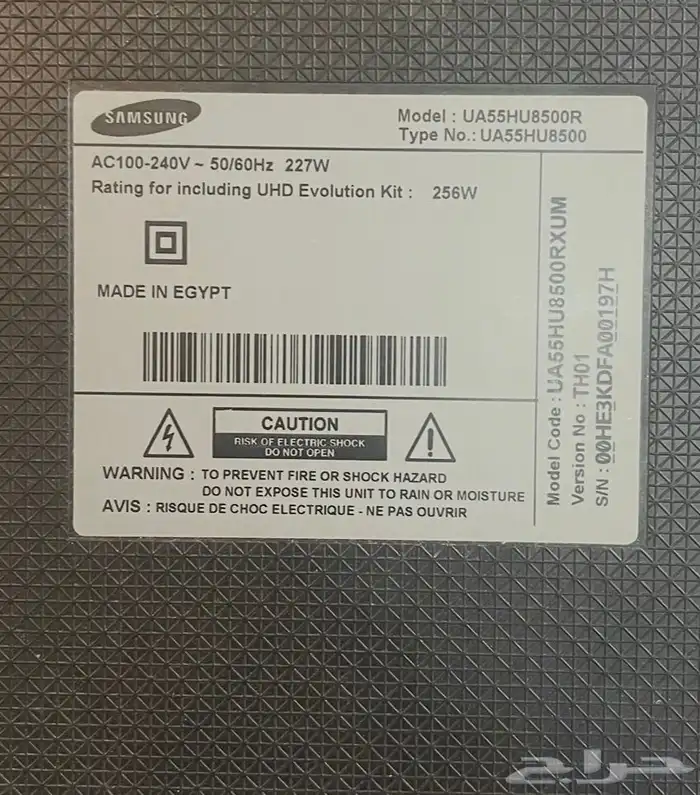 SAMSUNG
Model : UA55HU8500R
Type No.: UA55HU8500
AC100-240V ~ 50/60Hz 227W
Rating for including UHD Evolution Kit : 256W
MADE IN EGYPT
CAUTION
RISK OF ELECTRIC SHOCK
DO NOT OPEN
WARNING : TO PREVENT FIRE OR SHOCK HAZARD
DO NOT EXPOSE THIS UNIT TO RAIN OR MOISTURE
AVIS : RISQUE DE CHOC ELECTRIQUE - NE PAS OUVRIR
Model Code : UA55HU8500RXUM
Version No : TH01
S/N : 00HE3KDFA00197H
حراج